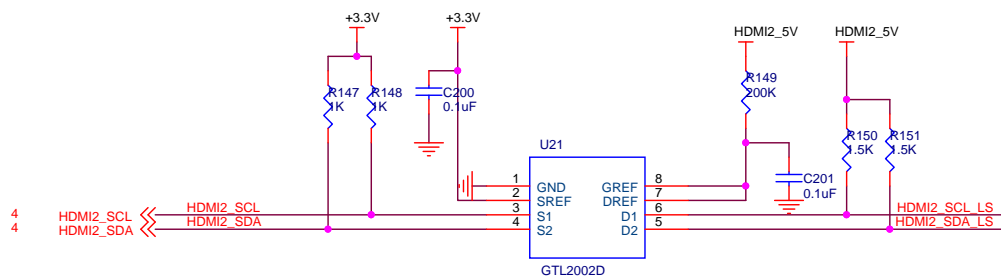 +3.3V
+3.3V
HDMI2_5V
HDMI2_5V
R147
1K
R148
1K
C200
0.1uF
R149
200K
R150
1.5K
R151
1.5K
U21
C201
0.1uF
1 GND GREF 8
2 SREF DREF 7
3 S1 D1 6
4 S2 D2 5
4 HDMI2_SCL HDMI2_SCL HDMI2_SCL_LS
4 HDMI2_SDA HDMI2_SDA HDMI2_SDA_LS
GTL2002D